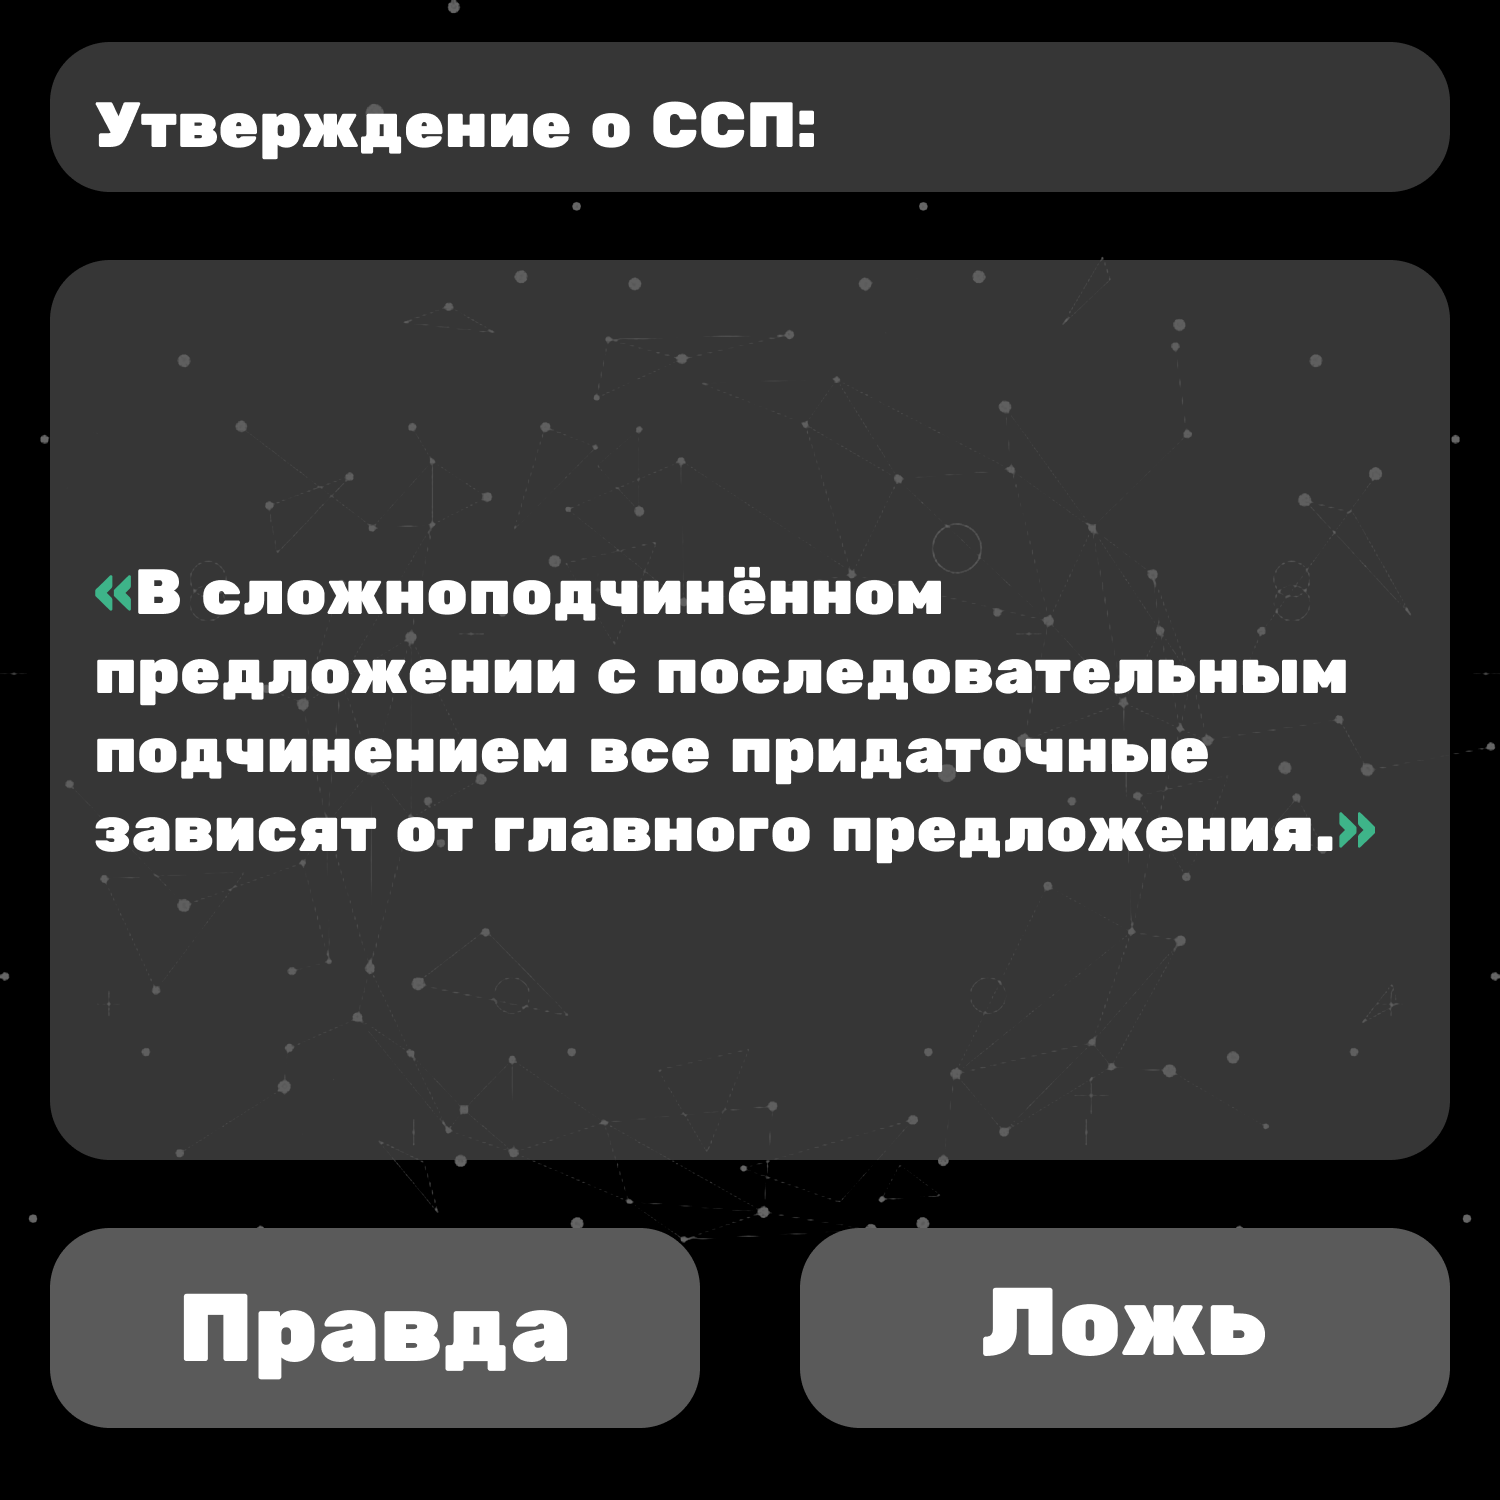 Утверждение о ССП:
«В сложноподчинённом
предложении с последовательным
подчинением все придаточные
зависят от главного предложения.»
Правда
Ложь